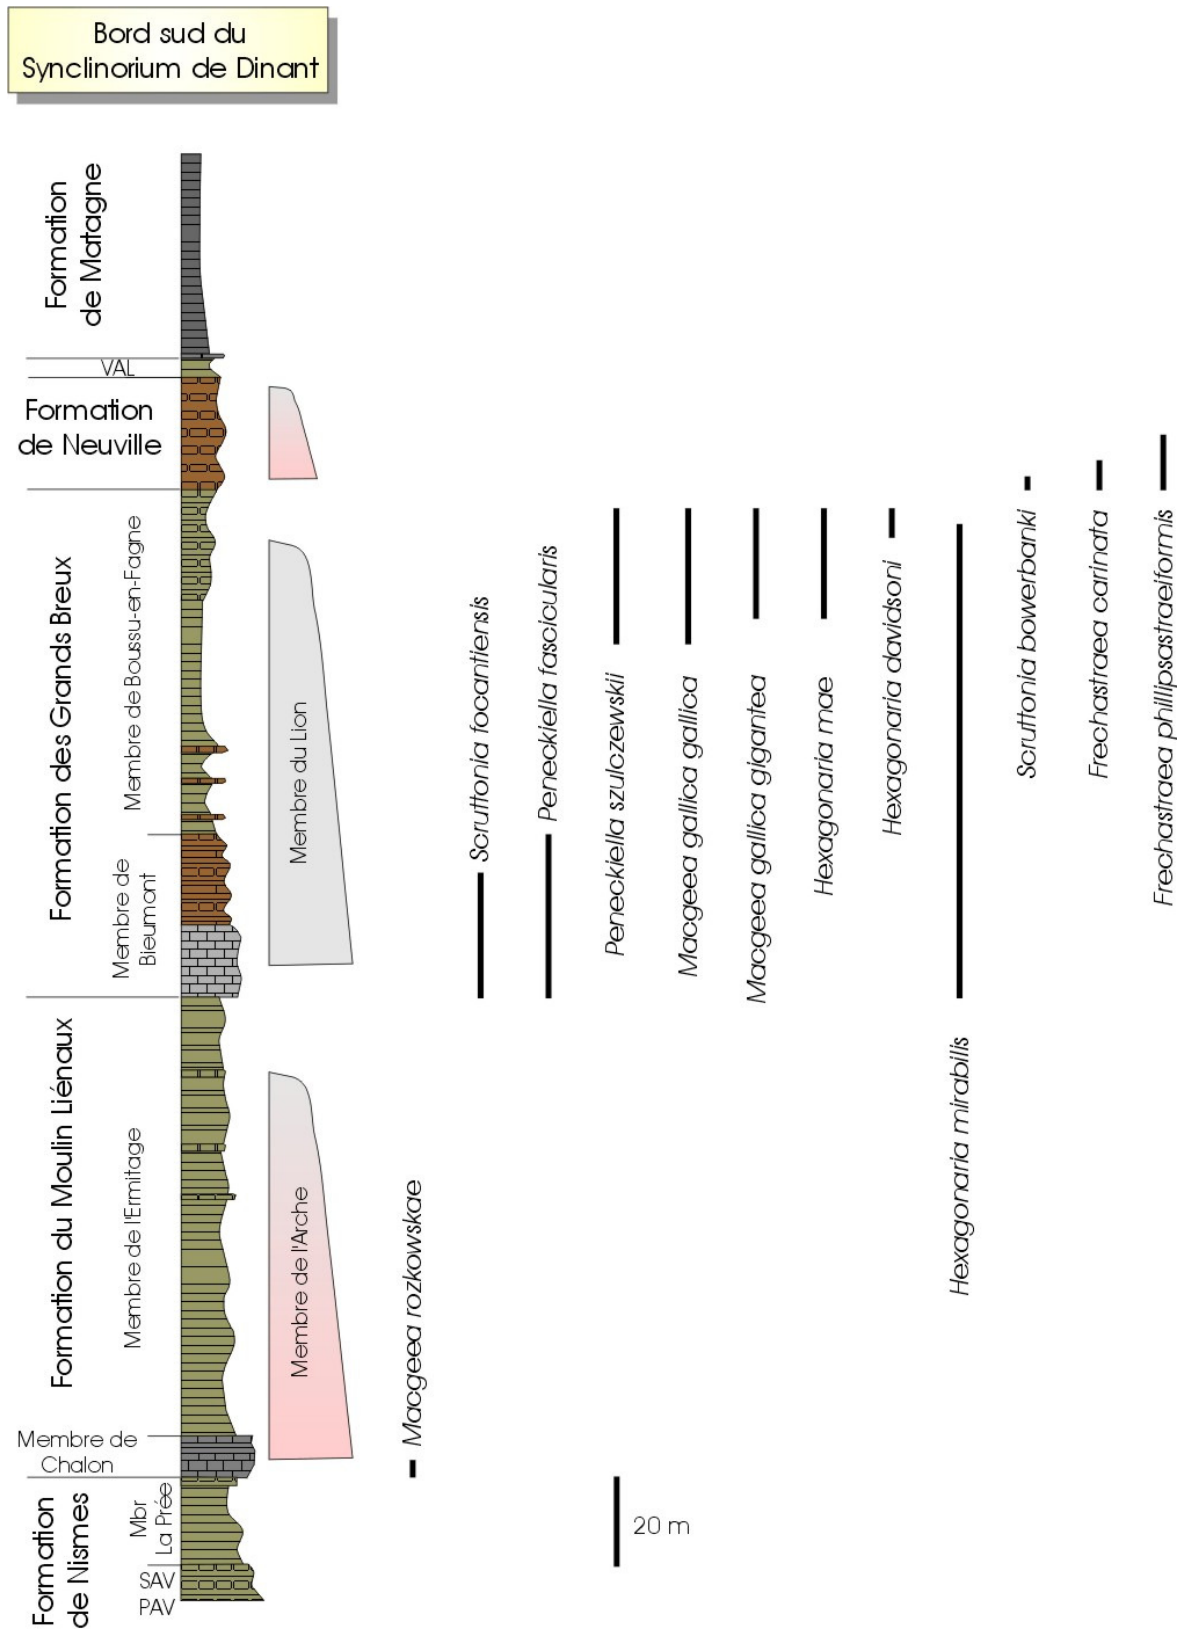 Bord sud du
Synclinorium de Dinant
Formation
de Matagne
VAL
Formation
de Neuville
Formation des Grands Breux
Membre de Boussu-en-Fagne
Membre de
Bieumont
Membre du Lion
Formation du Moulin Liénaux
Membre de l'Ermitage
Membre de l'Arche
Membre de
Chalon
Formation
de Nismes
Mbr
La Prée
SAV
PAV
Macgeea rozkowskae
Scruttonia focantiensis
Peneckiella fascicularis
Peneckiella szulczewskii
Macgeea gallica gallica
Macgeea gallica gigantea
Hexagonaria mae
Hexagonaria davidsoni
Hexagonaria mirabilis
Scruttonia bowerbanki
Frechastraea carinata
Frechastraea phillipsastraeiformis
20 m